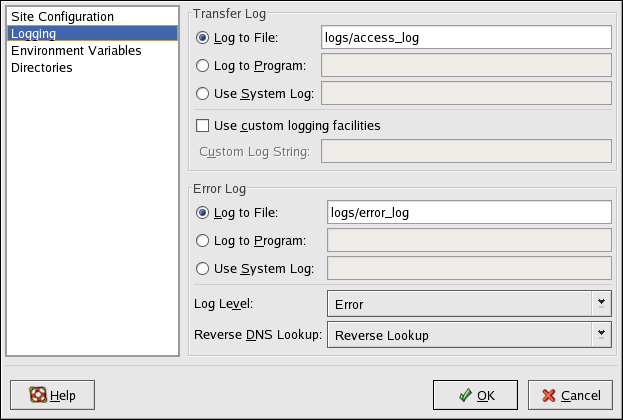 Site Configuration
Logging
Environment Variables
Directories
Transfer Log
Log to File: logs/access_log
Log to Program:
Use System Log:
Use custom logging facilities
Custom Log String:
Error Log
Log to File: logs/error_log
Log to Program:
Use System Log:
Log Level: Error
Reverse DNS Lookup: Reverse Lookup
Help
OK
Cancel